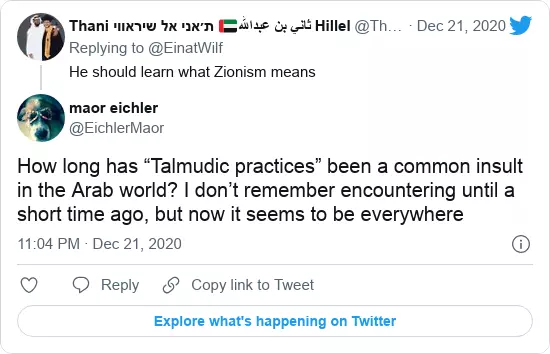 Thani ת׳אני אל שיראווי 🇦🇪ثاني بن عبدالله Hillel @Th... · Dec 21, 2020
Replying to @EinatWilf
He should learn what Zionism means
maor eichler
@EichlerMaor
How long has “Talmudic practices” been a common insult
in the Arab world? I don’t remember encountering until a
short time ago, but now it seems to be everywhere
11:04 PM · Dec 21, 2020
Reply
Copy link to Tweet
Explore what's happening on Twitter